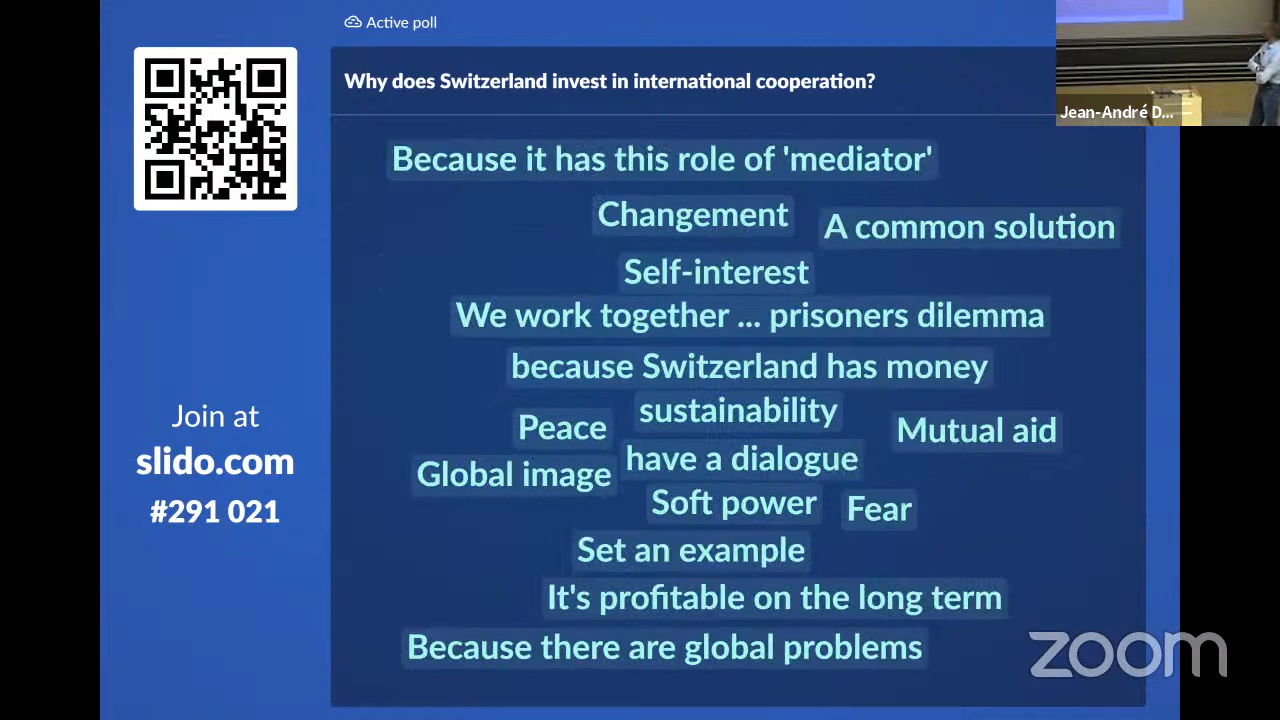 Active poll
Why does Switzerland invest in international cooperation?
Jean-André D...
Because it has this role of 'mediator'
Changement
A common solution
Self-interest
We work together ... prisoners dilemma
because Switzerland has money
sustainability
Peace
Mutual aid
have a dialogue
Global image
Soft power
Fear
Set an example
It's profitable on the long term
Because there are global problems
Join at
slido.com
#291 021
zoom